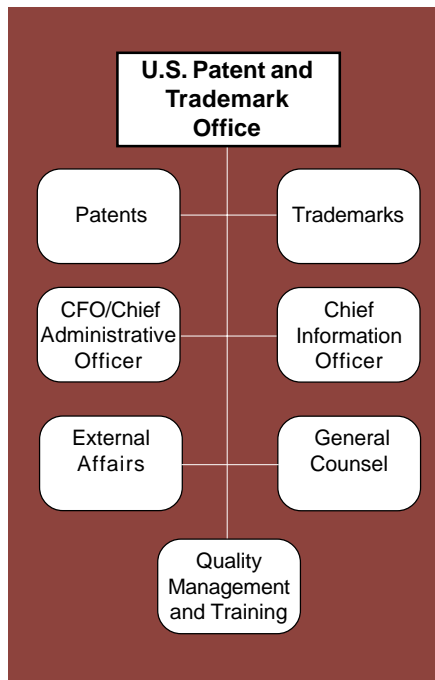 U.S. Patent and
Trademark
Office
Patents
Trademarks
CFO/Chief
Administrative
Officer
Chief
Information
Officer
External
Affairs
General
Counsel
Quality
Management
and Training